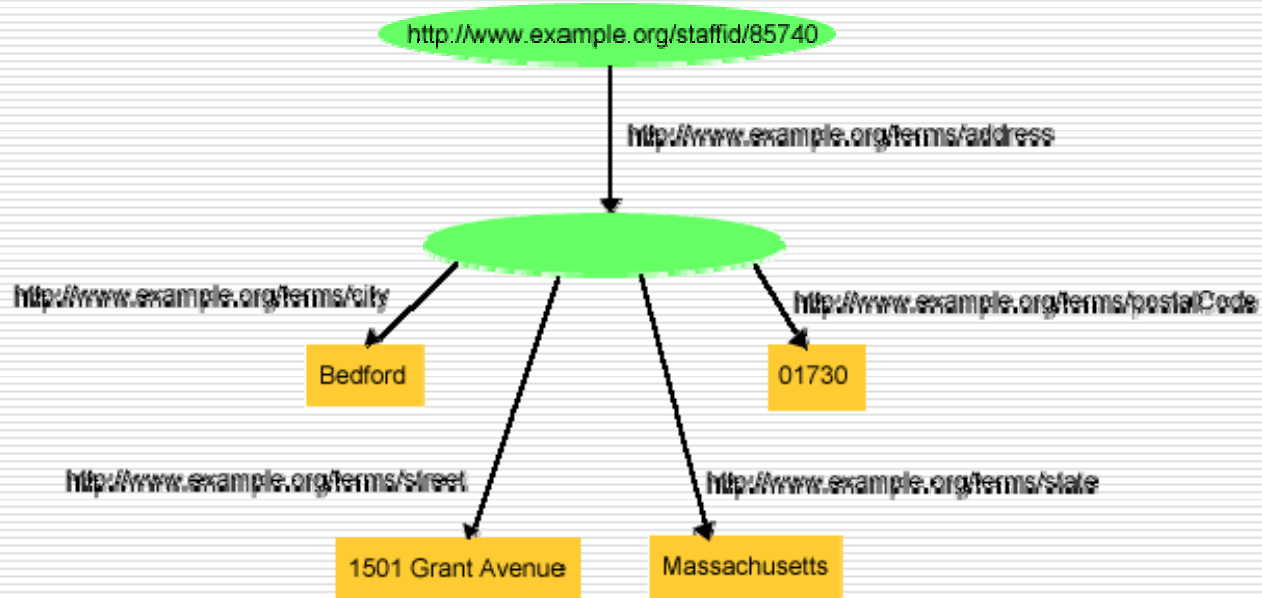 http://www.example.org/staffid/85740
http://www.example.org/terms/address
http://www.example.org/terms/city
http://www.example.org/terms/postalCode
Bedford
01730
http://www.example.org/terms/street
http://www.example.org/terms/state
1501 Grant Avenue
Massachusetts